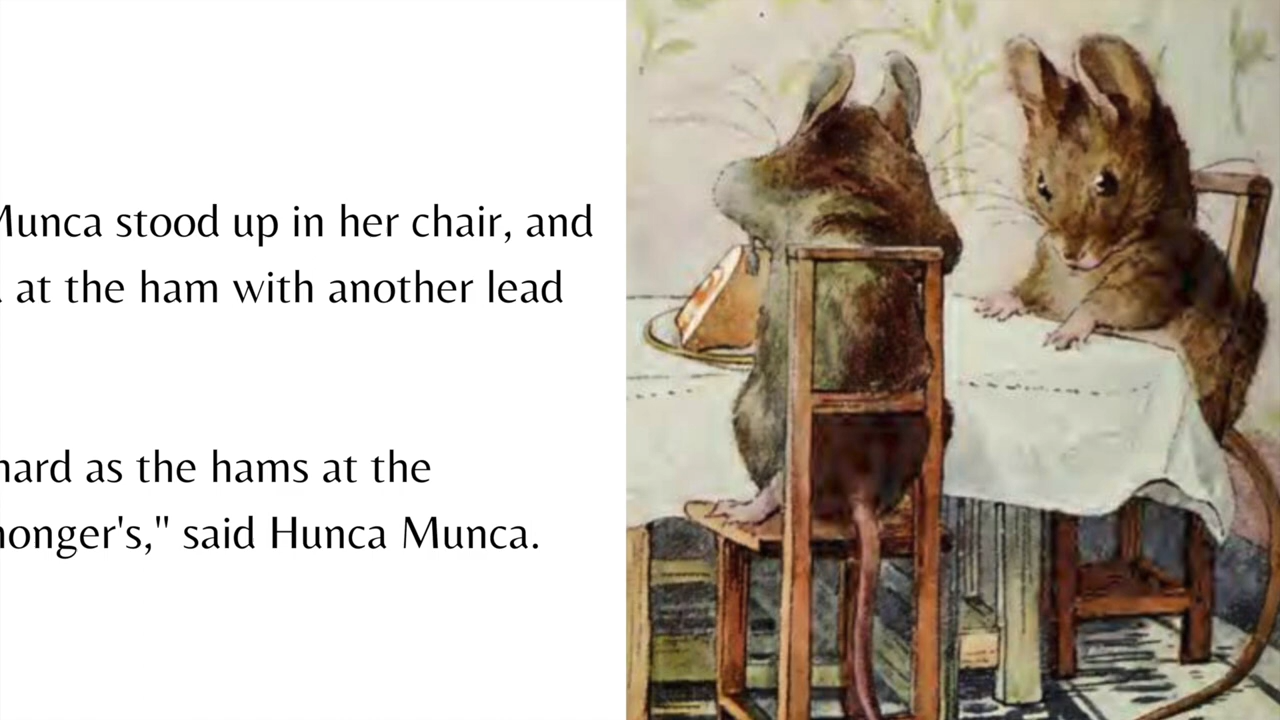 Munca stood up in her chair, and
at the ham with another lead
hard as the hams at the
monger's," said Hunca Munca.